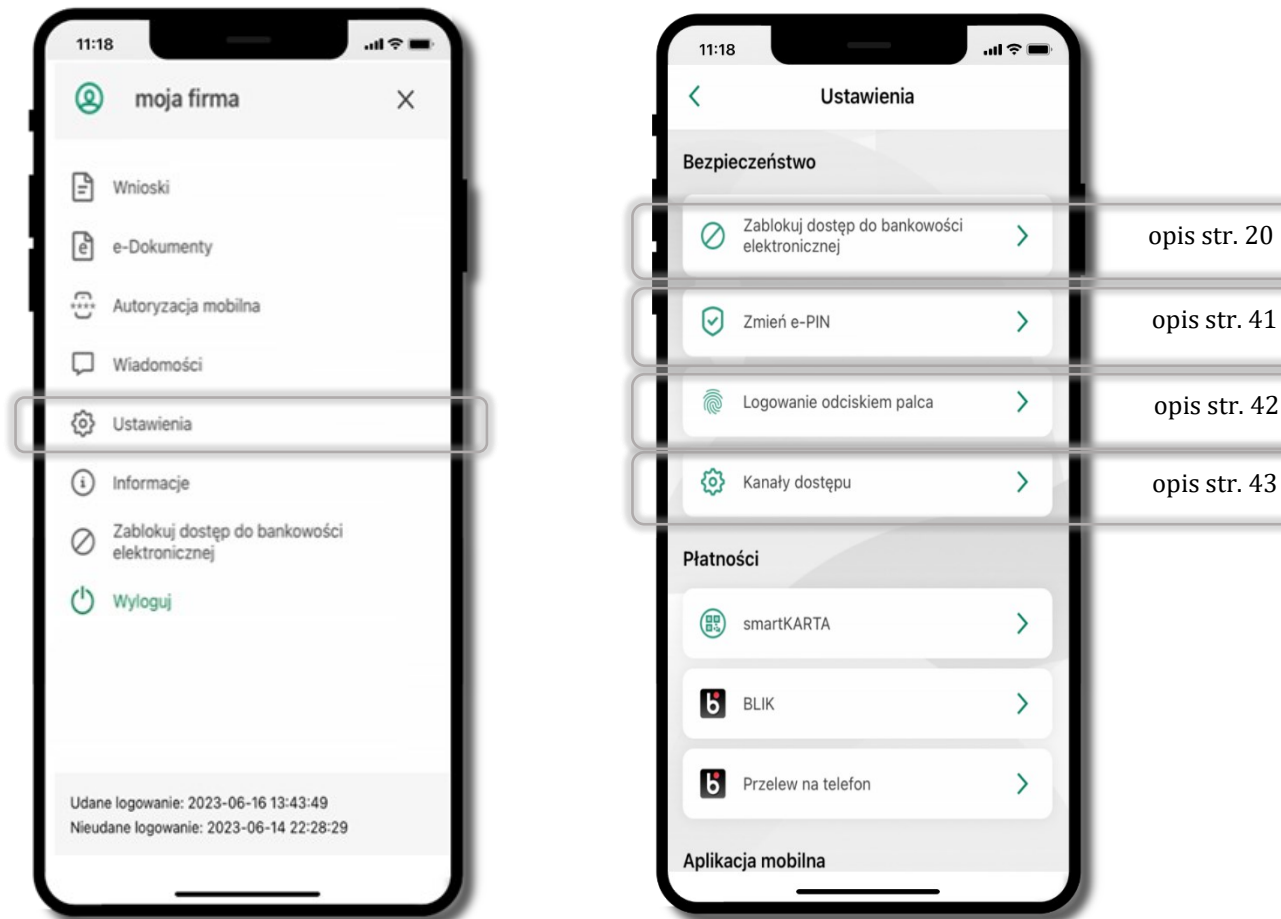 11:18
moja firma
Wnioski
e-Dokumenty
Autoryzacja mobilna
Wiadomości
Ustawienia
Informacje
Zablokuj dostęp do bankowości
elektronicznej
Wyloguj
Udane logowanie: 2023-06-16 13:43:49
Nieudane logowanie: 2023-06-14 22:28:29
11:18
Ustawienia
Bezpieczeństwo
Zablokuj dostęp do bankowości
elektronicznej
opis str. 20
Zmień e-PIN
opis str. 41
Logowanie odciskiem palca
opis str. 42
Kanały dostępu
opis str. 43
Płatności
smartKARTA
BLIK
Przelew na telefon
Aplikacja mobilna